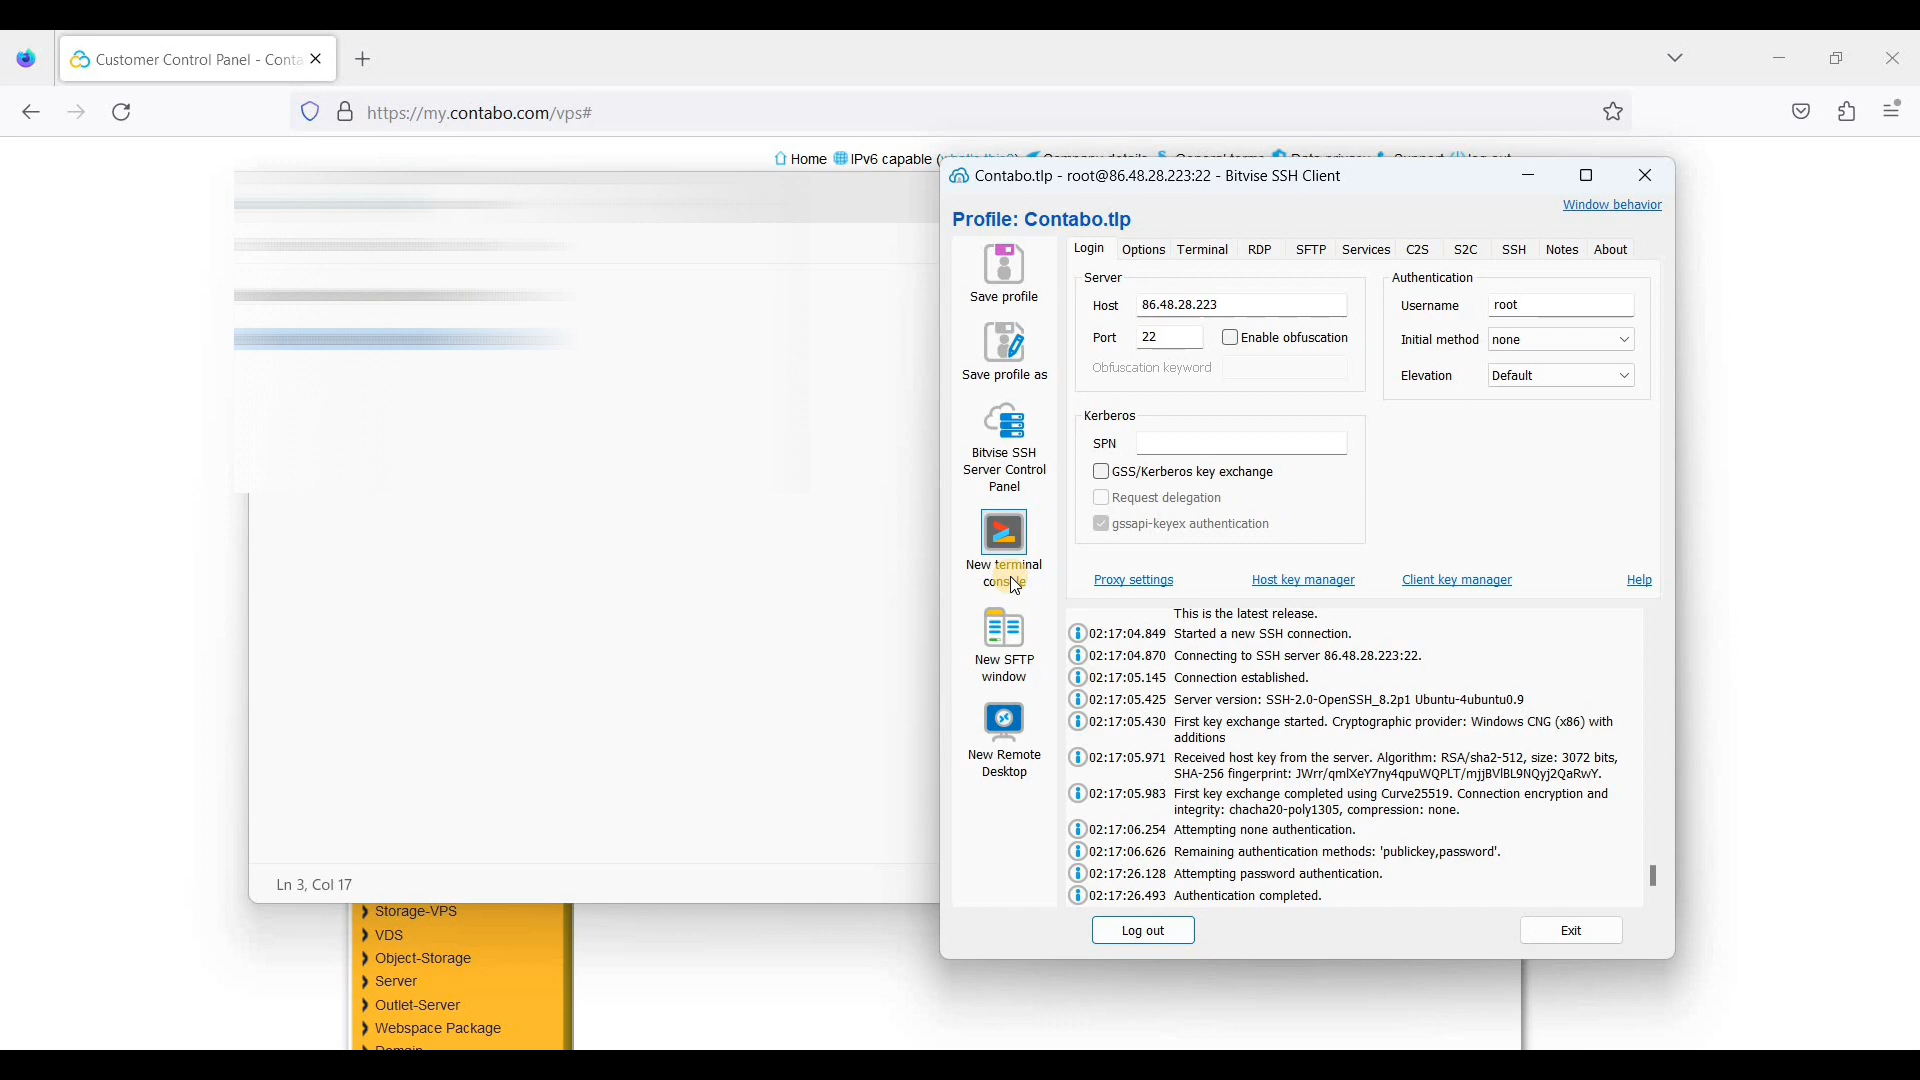 Customer Control Panel - Conta
https://my.contabo.com/vps#
Home IPv6 capable
Contabo.tlp - root@86.48.28.223:22 - Bitvise SSH Client
Window behavior
Profile: Contabo.tlp
Save profile
Save profile as
Bitvise SSH
Server Control
Panel
New terminal
console
New SFTP
window
New Remote
Desktop
Login Options Terminal RDP SFTP Services C2S S2C SSH Notes About
Server
Host 86.48.28.223
Port 22 Enable obfuscation
Obfuscation keyword
Authentication
Username root
Initial method none
Elevation Default
Kerberos
SPN
GSS/Kerberos key exchange
Request delegation
gssapi-keyex authentication
Proxy settings Host key manager Client key manager Help
This is the latest release.
02:17:04.849 Started a new SSH connection.
02:17:04.870 Connecting to SSH server 86.48.28.223:22.
02:17:05.145 Connection established.
02:17:05.425 Server version: SSH-2.0-OpenSSH_8.2p1 Ubuntu-4ubuntu0.9
02:17:05.430 First key exchange started. Cryptographic provider: Windows CNG (x86) with
additions
02:17:05.971 Received host key from the server. Algorithm: RSA/sha2-512, size: 3072 bits,
SHA-256 fingerprint: JWrr/qmlXeY7ny4qpuWQPLT/mjjBVlBL9NQyj2QaRwY.
02:17:05.983 First key exchange completed using Curve25519. Connection encryption and
integrity: chacha20-poly1305, compression: none.
02:17:06.254 Attempting none authentication.
02:17:06.626 Remaining authentication methods: 'publickey,password'.
02:17:26.128 Attempting password authentication.
02:17:26.493 Authentication completed.
Log out Exit
Ln 3, Col 17
Storage-VPS
VDS
Object-Storage
Server
Outlet-Server
Webspace Package